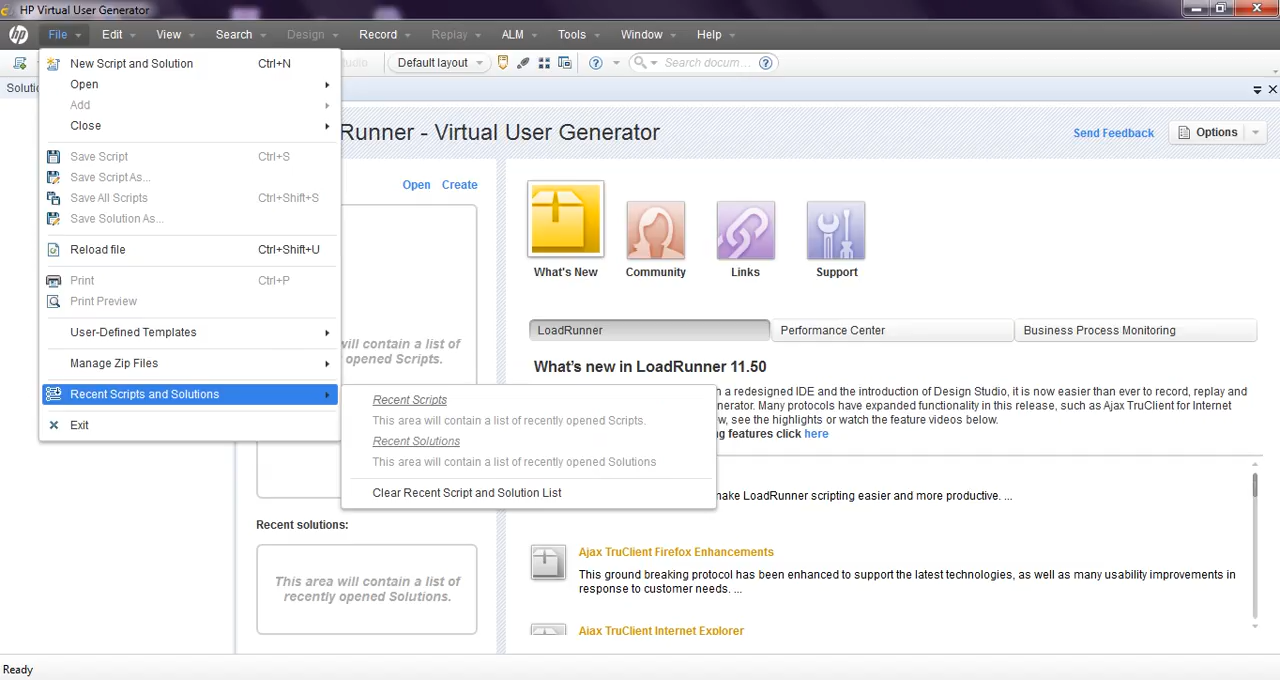 HP Virtual User Generator
hp File Edit View Search Design Record Replay ALM Tools Window Help
Default layout Search docum...
New Script and Solution Ctrl+N
Open
Add
Close
Save Script Ctrl+S
Save Script As...
Save All Scripts Ctrl+Shift+S
Save Solution As...
Reload file Ctrl+Shift+U
Print Ctrl+P
Print Preview
User-Defined Templates
Manage Zip Files
Recent Scripts and Solutions
Exit
Recent Scripts
This area will contain a list of recently opened Scripts.
Recent Solutions
This area will contain a list of recently opened Solutions
Clear Recent Script and Solution List
Runner - Virtual User Generator
Send Feedback Options
Open Create
will contain a list of
opened Scripts.
Recent solutions:
This area will contain a list of
recently opened Solutions.
What's New Community Links Support
LoadRunner Performance Center Business Process Monitoring
What's new in LoadRunner 11.50
a redesigned IDE and the introduction of Design Studio, it is now easier than ever to record, replay and
Many protocols have expanded functionality in this release, such as Ajax TruClient for Internet
see the highlights or watch the feature videos below.
features click here
make LoadRunner scripting easier and more productive. ...
Ajax TruClient Firefox Enhancements
This ground breaking protocol has been enhanced to support the latest technologies, as well as many usability improvements in
response to customer needs. ...
Ajax TruClient Internet Explorer
Ready